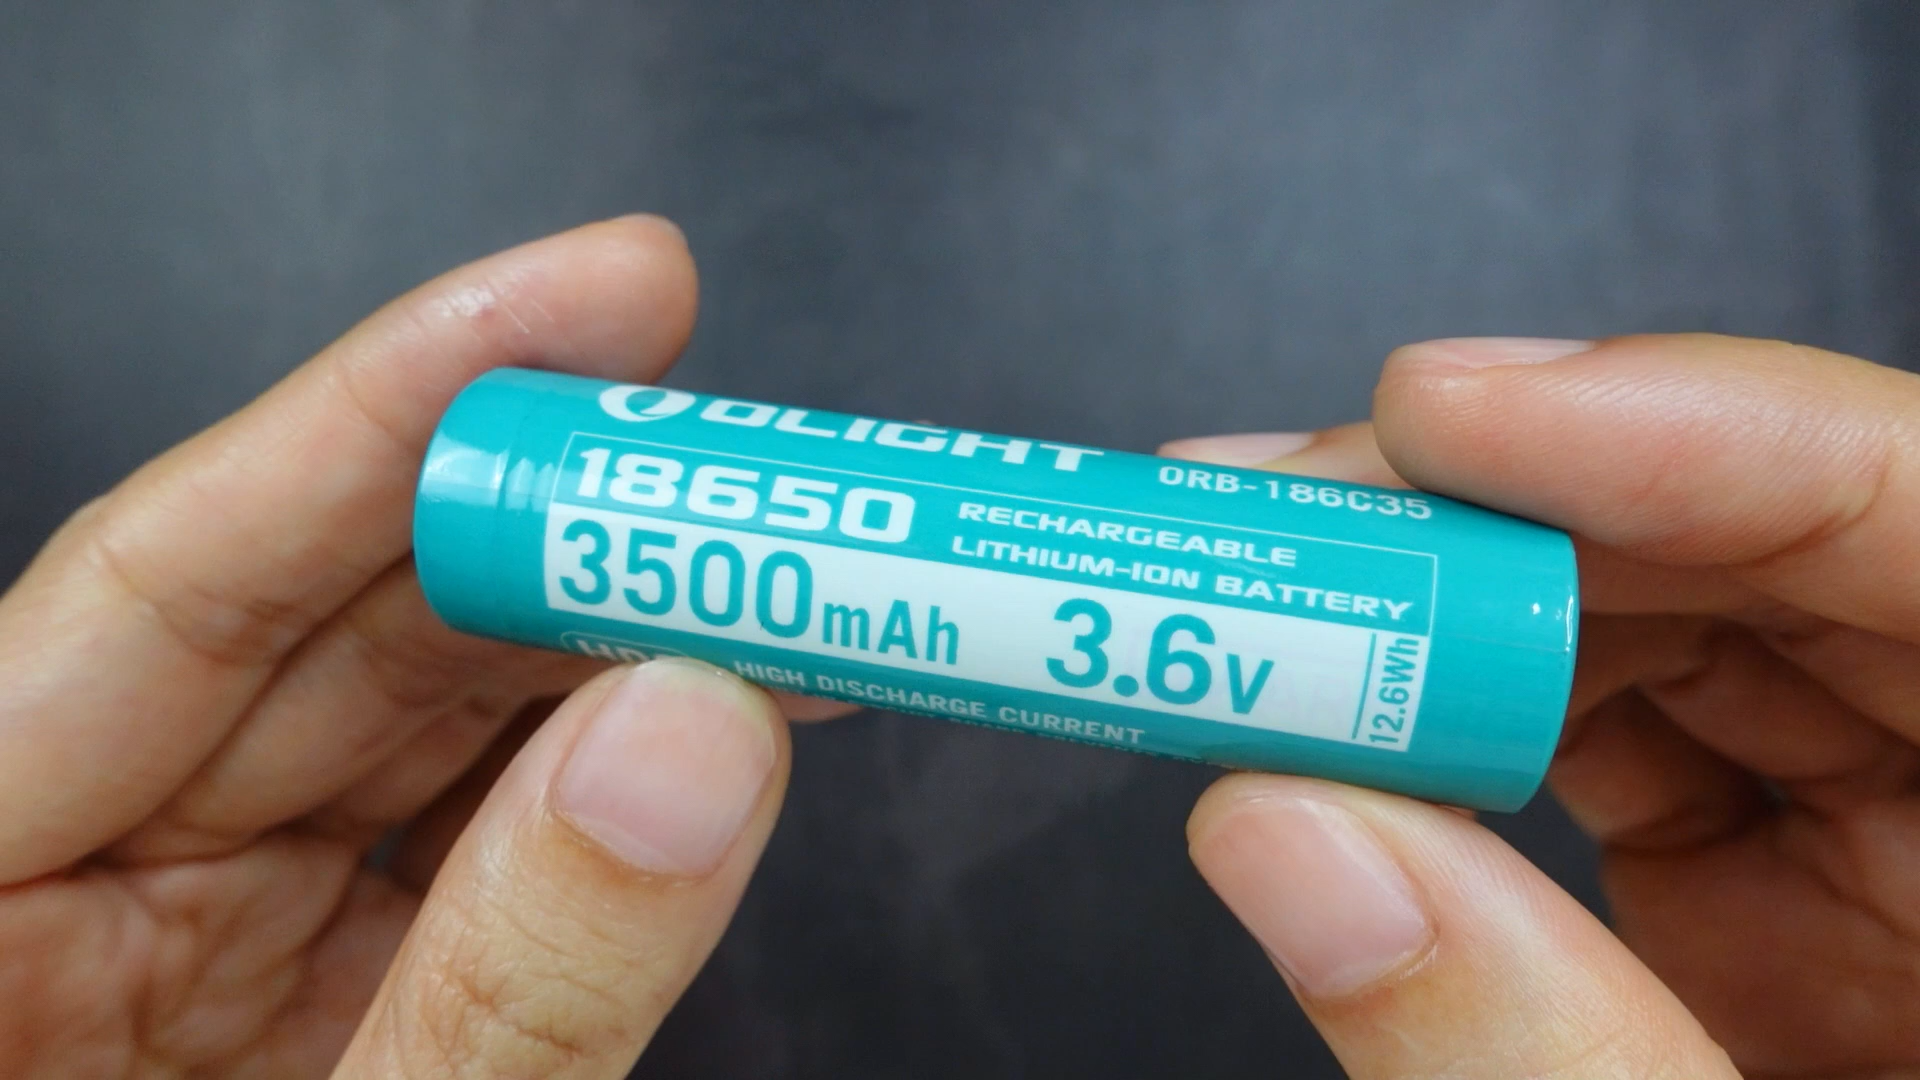 OLIGHT
ORB-186C35
18650
RECHARGEABLE
LITHIUM-ION BATTERY
3500mAh 3.6V
12.6Wh
HIGH DISCHARGE CURRENT